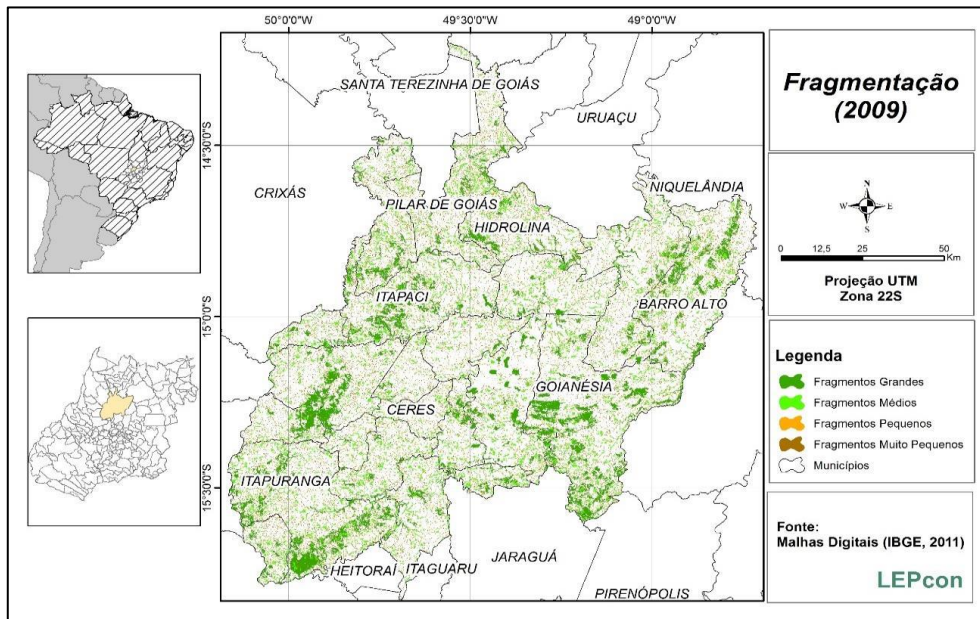 50°0'0"W
49°30'0"W
49°0'0"W
14°30'0"S
15°0'0"S
15°30'0"S
SANTA TEREZINHA DE GOIÁS
URUAÇU
CRIXÁS
NIQUELÂNDIA
PILAR DE GOIÁS
HIDROLINA
ITAPACI
BARRO ALTO
GOIANÉSIA
CERES
ITAPURANGA
JARAGUÁ
HEITORAÍ
ITAGUARU
PIRENÓPOLIS
Fragmentação
(2009)
N
W
E
S
0 12,5 25 50
Km
Projeção UTM
Zona 22S
Legenda
Fragmentos Grandes
Fragmentos Médios
Fragmentos Pequenos
Fragmentos Muito Pequenos
Municípios
Fonte:
Malhas Digitais (IBGE, 2011)
LEPcon